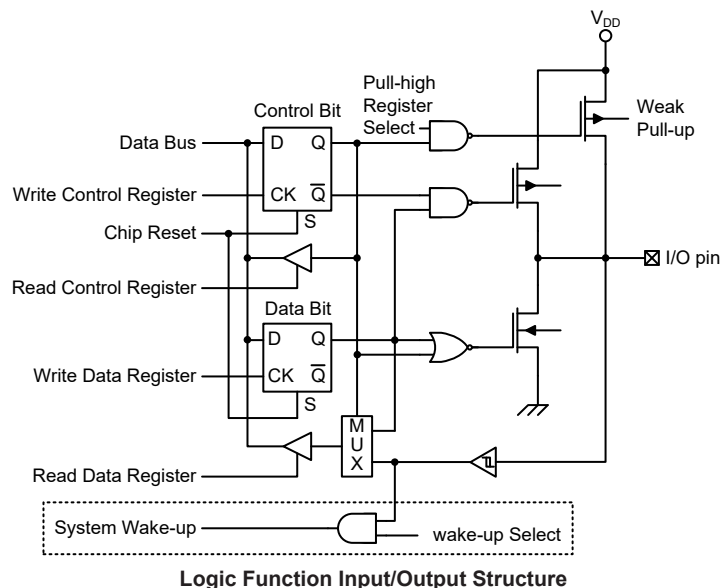 V_DD
Pull-high
Register
Select
Control Bit
Weak
Pull-up
Data Bus
D
Q
Write Control Register
CK
Q̅
Chip Reset
S
I/O pin
Read Control Register
Data Bit
D
Q
Write Data Register
CK
Q̅
S
M
U
X
Read Data Register
System Wake-up
wake-up Select
Logic Function Input/Output Structure